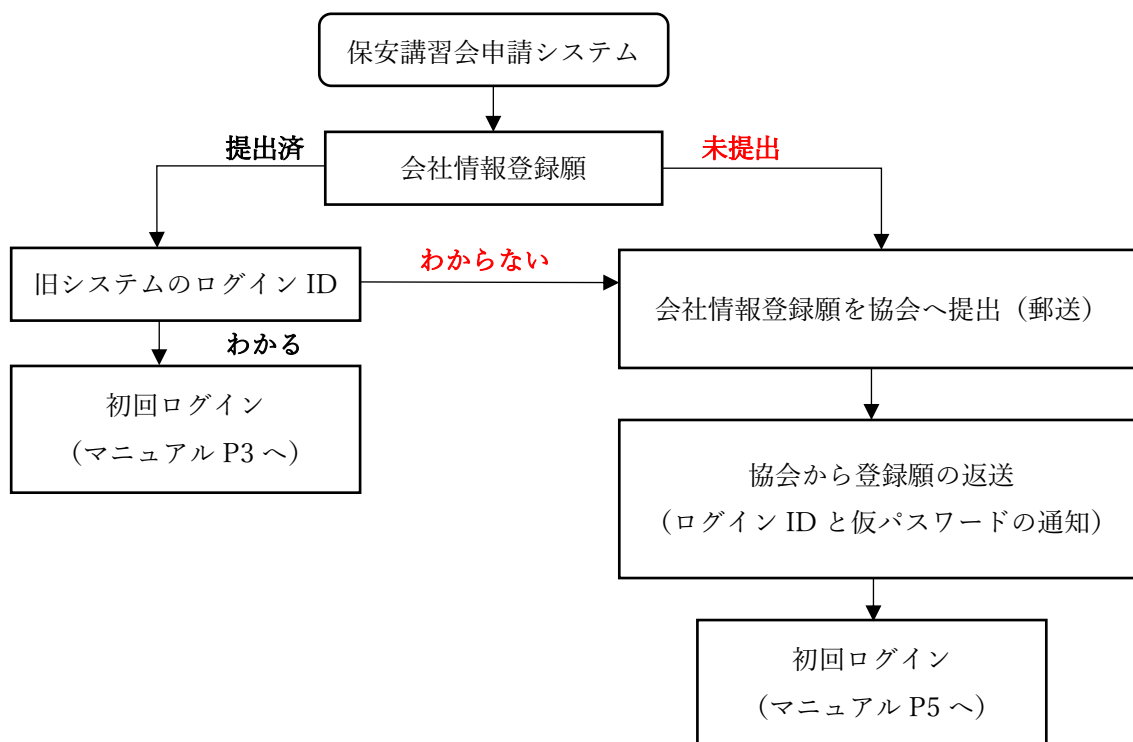 保安講習会申請システム
提出済
会社情報登録願
未提出
旧システムのログイン ID
わからない
会社情報登録願を協会へ提出（郵送）
わかる
初回ログイン
（マニュアル P3 へ）
協会から登録願の返送
（ログイン ID と仮パスワードの通知）
初回ログイン
（マニュアル P5 へ）